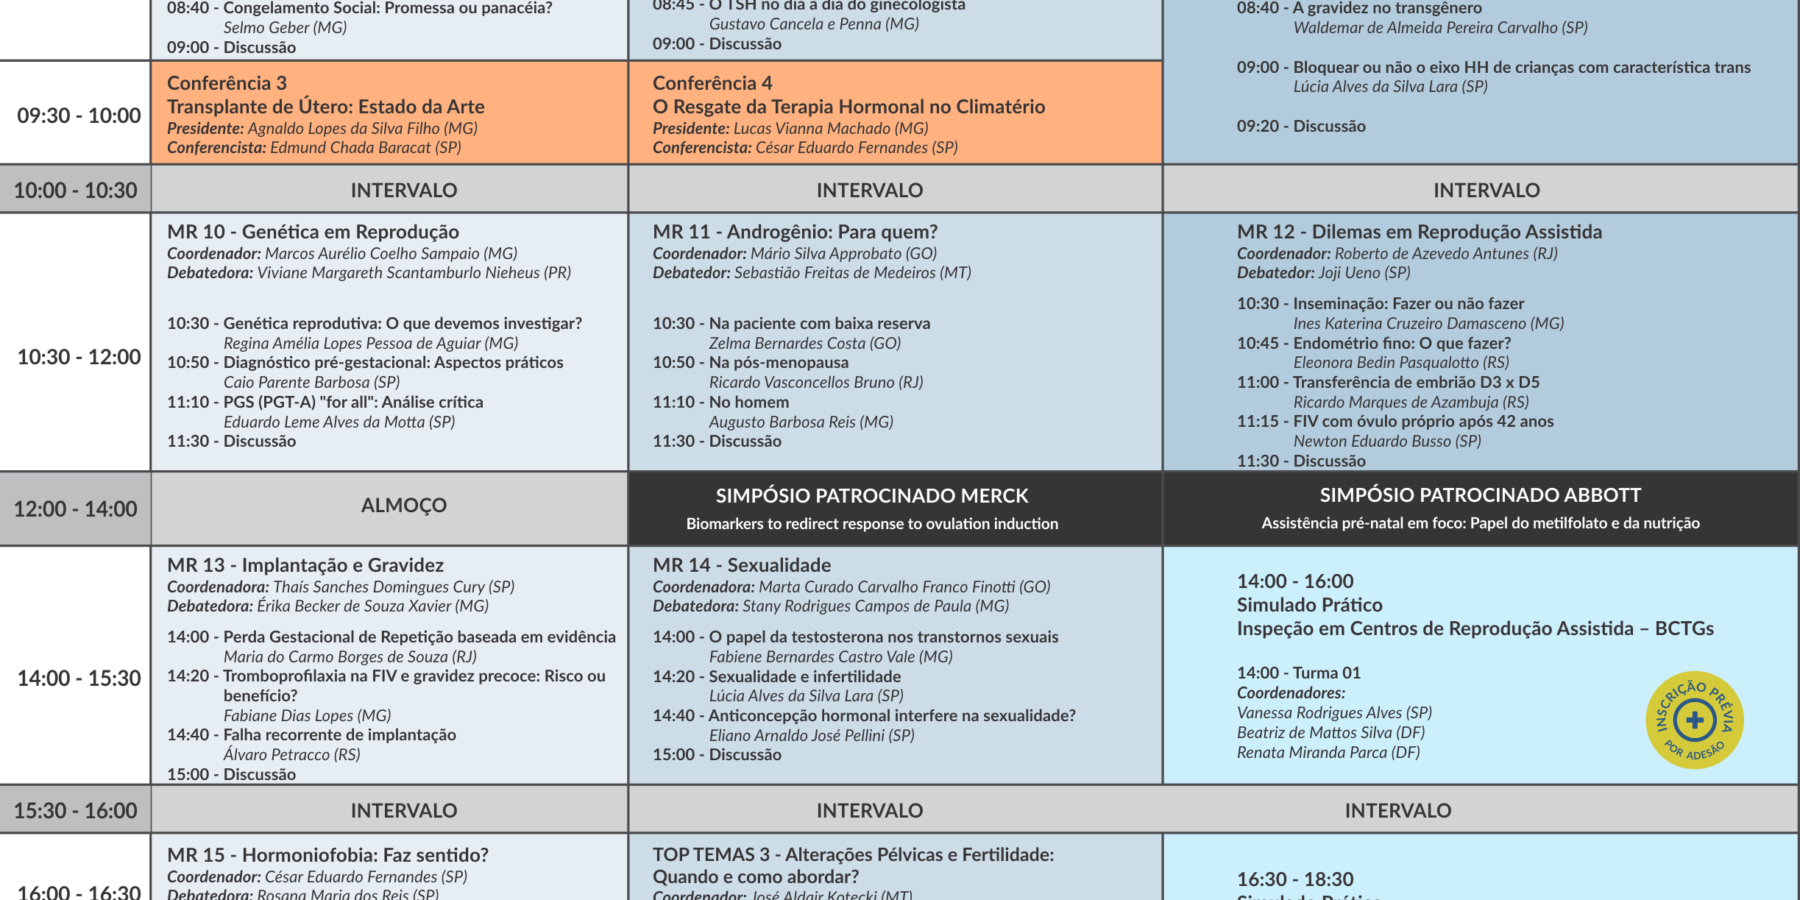 08:40 - Congelamento Social: Promessa ou panacéia?
Selmo Geber (MG)
09:00 - Discussão
08:45 - O TSH no dia a dia do ginecologista
Gustavo Cancela e Penna (MG)
09:00 - Discussão
08:40 - A gravidez no transgênero
Waldemar de Almeida Pereira Carvalho (SP)
09:00 - Bloquear ou não o eixo HH de crianças com característica trans
Lúcia Alves da Silva Lara (SP)
09:20 - Discussão
09:30 - 10:00
Conferência 3
Transplante de Útero: Estado da Arte
Presidente: Agnaldo Lopes da Silva Filho (MG)
Conferencista: Edmund Chada Baracat (SP)
Conferência 4
O Resgate da Terapia Hormonal no Climatério
Presidente: Lucas Vianna Machado (MG)
Conferencista: César Eduardo Fernandes (SP)
10:00 - 10:30
INTERVALO
INTERVALO
INTERVALO
10:30 - 12:00
MR 10 - Genética em Reprodução
Coordenador: Marcos Aurélio Coelho Sampaio (MG)
Debatedora: Viviane Margareth Scantamburlo Nieheus (PR)
10:30 - Genética reprodutiva: O que devemos investigar?
Regina Amélia Lopes Pessoa de Aguiar (MG)
10:50 - Diagnóstico pré-gestacional: Aspectos práticos
Caio Parente Barbosa (SP)
11:10 - PGS (PGT-A) "for all": Análise crítica
Eduardo Leme Alves da Motta (SP)
11:30 - Discussão
MR 11 - Androgênio: Para quem?
Coordenador: Mário Silva Approbato (GO)
Debatedor: Sebastião Freitas de Medeiros (MT)
10:30 - Na paciente com baixa reserva
Zelma Bernardes Costa (GO)
10:50 - Na pós-menopausa
Ricardo Vasconcellos Bruno (RJ)
11:10 - No homem
Augusto Barbosa Reis (MG)
11:30 - Discussão
MR 12 - Dilemas em Reprodução Assistida
Coordenador: Roberto de Azevedo Antunes (RJ)
Debatedor: Joji Ueno (SP)
10:30 - Inseminação: Fazer ou não fazer
Ines Katerina Cruzeiro Damasceno (MG)
10:45 - Endométrio fino: O que fazer?
Eleonora Bedin Pasqualotto (RS)
11:00 - Transferência de embrião D3 x D5
Ricardo Marques de Azambuja (RS)
11:15 - FIV com óvulo próprio após 42 anos
Newton Eduardo Busso (SP)
11:30 - Discussão
12:00 - 14:00
ALMOÇO
SIMPÓSIO PATROCINADO MERCK
Biomarkers to redirect response to ovulation induction
SIMPÓSIO PATROCINADO ABBOTT
Assistência pré-natal em foco: Papel do metilfolato e da nutrição
14:00 - 15:30
MR 13 - Implantação e Gravidez
Coordenadora: Thaís Sanches Domingues Cury (SP)
Debatedora: Érika Becker de Souza Xavier (MG)
14:00 - Perda Gestacional de Repetição baseada em evidência
Maria do Carmo Borges de Souza (RJ)
14:20 - Tromboprofilaxia na FIV e gravidez precoce: Risco ou
benefício?
Fabiane Dias Lopes (MG)
14:40 - Falha recorrente de implantação
Álvaro Petracco (RS)
15:00 - Discussão
MR 14 - Sexualidade
Coordenadora: Marta Curado Carvalho Franco Finotti (GO)
Debatedora: Stany Rodrigues Campos de Paula (MG)
14:00 - O papel da testosterona nos transtornos sexuais
Fabiene Bernardes Castro Vale (MG)
14:20 - Sexualidade e infertilidade
Lúcia Alves da Silva Lara (SP)
14:40 - Anticoncepção hormonal interfere na sexualidade?
Eliano Arnaldo José Pellini (SP)
15:00 - Discussão
14:00 - 16:00
Simulado Prático
Inspeção em Centros de Reprodução Assistida – BCTGs
14:00 - Turma 01
Coordenadores:
Vanessa Rodrigues Alves (SP)
Beatriz de Mattos Silva (DF)
Renata Miranda Parca (DF)
INSCRIÇÃO PRÉVIA
POR ADESÃO
15:30 - 16:00
INTERVALO
INTERVALO
INTERVALO
16:00 - 16:30
MR 15 - Hormoniofobia: Faz sentido?
Coordenador: César Eduardo Fernandes (SP)
Debatedora: Rosana Maria dos Reis (SP)
TOP TEMAS 3 - Alterações Pélvicas e Fertilidade:
Quando e como abordar?
Coordenador: José Aldair Kotecki (MT)
16:30 - 18:30
Simulado Prático